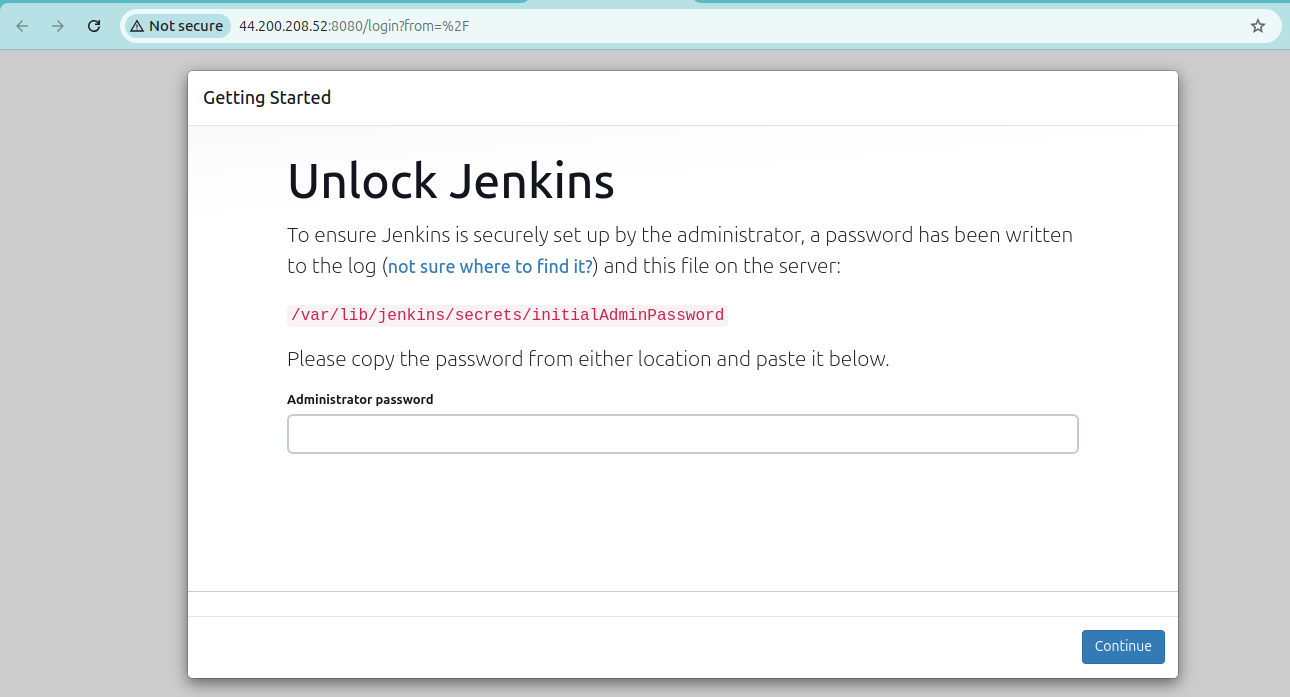 Not secure 44.200.208.52:8080/login?from=%2F
Getting Started
Unlock Jenkins
To ensure Jenkins is securely set up by the administrator, a password has been written
to the log (not sure where to find it?) and this file on the server:
/var/lib/jenkins/secrets/initialAdminPassword
Please copy the password from either location and paste it below.
Administrator password
Continue